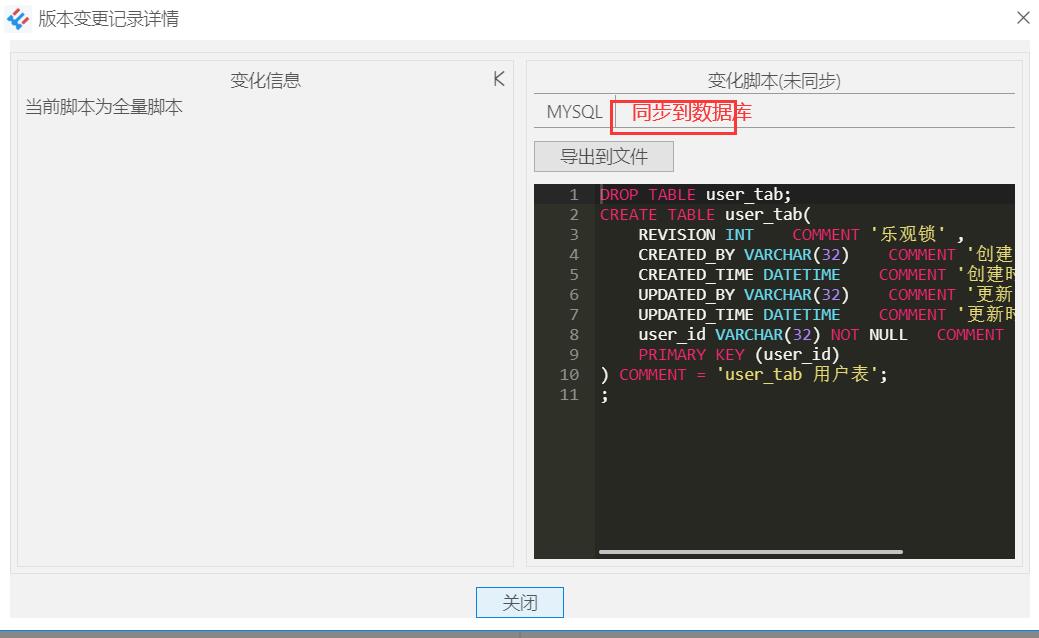 版本变更记录详情
变化信息
当前脚本为全量脚本
变化脚本(未同步)
MYSQL 同步到数据库
导出到文件
1 DROP TABLE user_tab;
2 CREATE TABLE user_tab(
3 REVISION INT COMMENT '乐观锁' ,
4 CREATED_BY VARCHAR(32) COMMENT '创建
5 CREATED_TIME DATETIME COMMENT '创建时
6 UPDATED_BY VARCHAR(32) COMMENT '更新
7 UPDATED_TIME DATETIME COMMENT '更新时
8 user_id VARCHAR(32) NOT NULL COMMENT
9 PRIMARY KEY (user_id)
10 ) COMMENT = 'user_tab 用户表';
11 ;
关闭